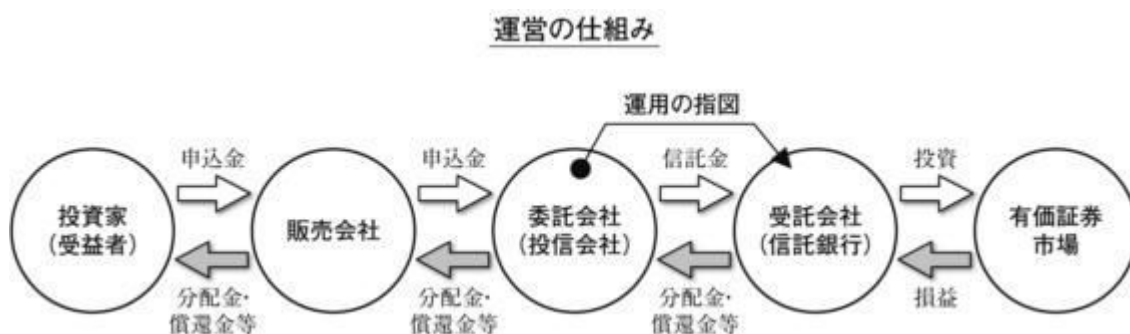 運営の仕組み
運用の指図
申込金
申込金
信託金
投資
投資家
(受益者)
販売会社
委託会社
(投信会社)
受託会社
(信託銀行)
有価証券
市場
分配金・
償還金等
分配金・
償還金等
分配金・
償還金等
損益